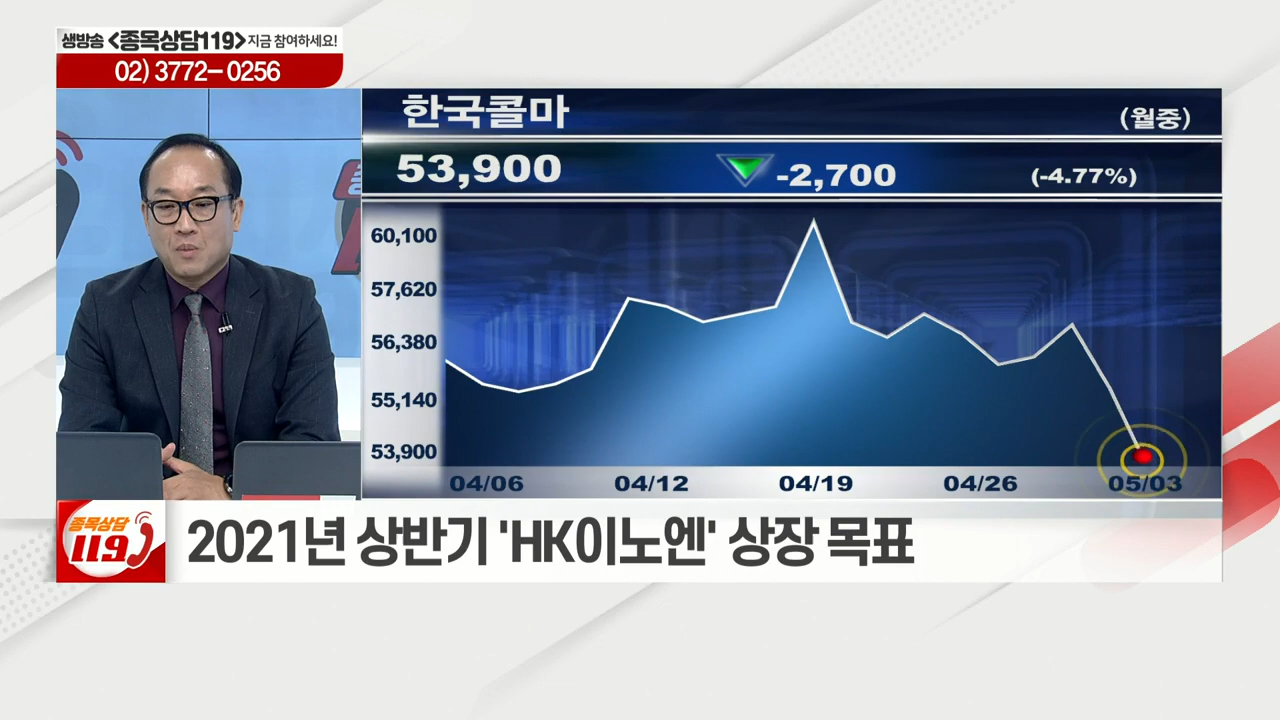 생방송 <종목상담119> 지금 참여하세요!
02) 3772-0256
한국콜마
(월중)
53,900 -2,700 (-4.77%)
60,100
57,620
56,380
55,140
53,900
04/06 04/12 04/19 04/26 05/03
종목상담
119
2021년 상반기 'HK이노엔' 상장 목표